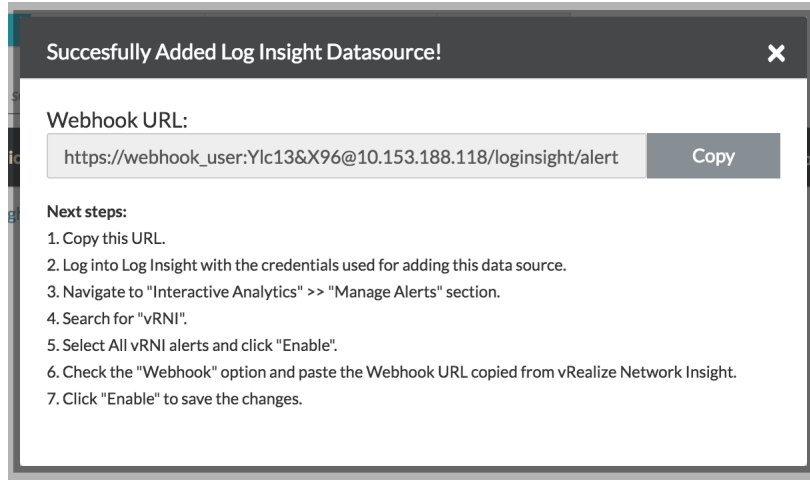 Succesfully Added Log Insight Datasource!
Webhook URL:
https://webhook_user:Ylc13&X96@10.153.188.118/loginsight/alert
Copy
Next steps:
1. Copy this URL.
2. Log into Log Insight with the credentials used for adding this data source.
3. Navigate to "Interactive Analytics" >> "Manage Alerts" section.
4. Search for "vRNI".
5. Select All vRNI alerts and click "Enable".
6. Check the "Webhook" option and paste the Webhook URL copied from vRealize Network Insight.
7. Click "Enable" to save the changes.